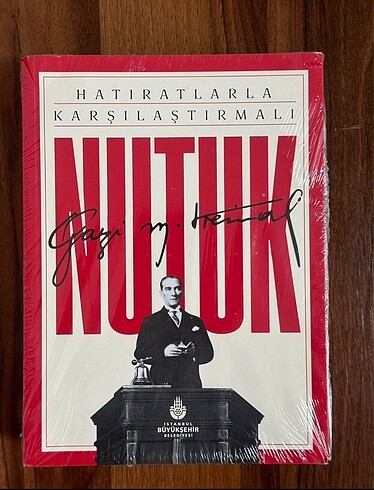 HATIRATLARLA
KARŞILAŞTIRMALI
NUTUK
Gazi M. Kemal
İSTANBUL
BÜYÜKŞEHİR
BELEDİYESİ